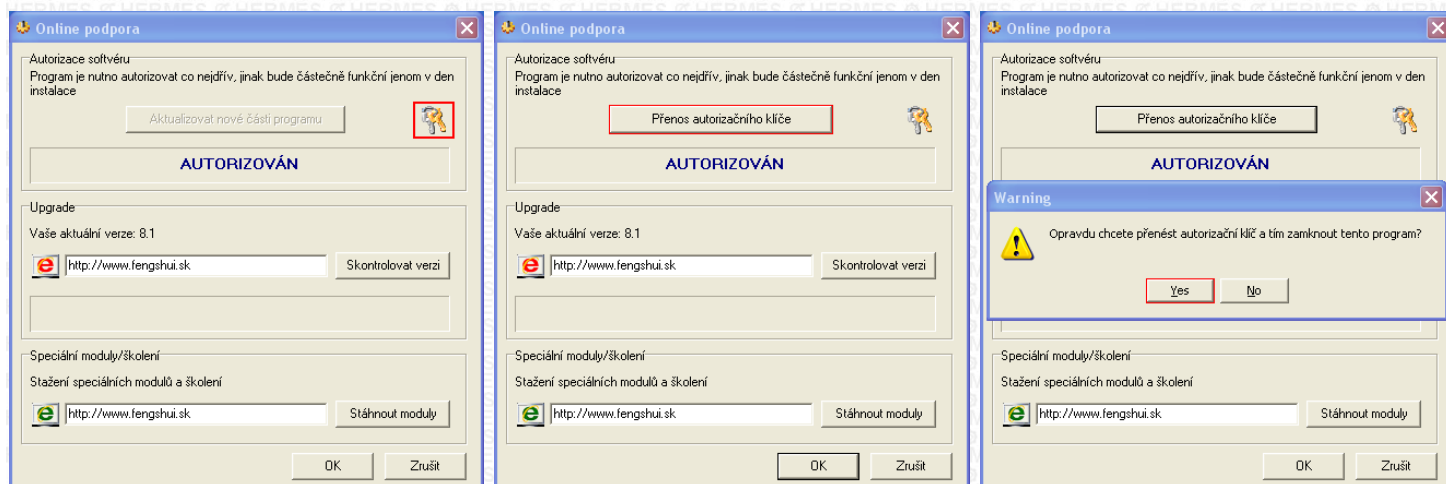 Online podpora
Autorizace softvéru
Program je nutno autorizovat co nejdřív, jinak bude částečně funkční jenom v den
instalace
Aktualizovat nové části programu
AUTORIZOVÁN
Upgrade
Vaše aktuální verze: 8.1
http://www.fengshui.sk
Skontrolovat verzi
Speciální moduly/školení
Stažení speciálních modulů a školení
http://www.fengshui.sk
Stáhnout moduly
OK
Zrušit
Online podpora
Autorizace softvéru
Program je nutno autorizovat co nejdřív, jinak bude částečně funkční jenom v den
instalace
Přenos autorizačního klíče
AUTORIZOVÁN
Upgrade
Vaše aktuální verze: 8.1
http://www.fengshui.sk
Skontrolovat verzi
Speciální moduly/školení
Stažení speciálních modulů a školení
http://www.fengshui.sk
Stáhnout moduly
OK
Zrušit
Online podpora
Autorizace softvéru
Program je nutno autorizovat co nejdřív, jinak bude částečně funkční jenom v den
instalace
Přenos autorizačního klíče
AUTORIZOVÁN
Warning
Opravdu chcete přenést autorizační klíč a tím zamknout tento program?
Yes
No
Speciální moduly/školení
Stažení speciálních modulů a školení
http://www.fengshui.sk
Stáhnout moduly
OK
Zrušit